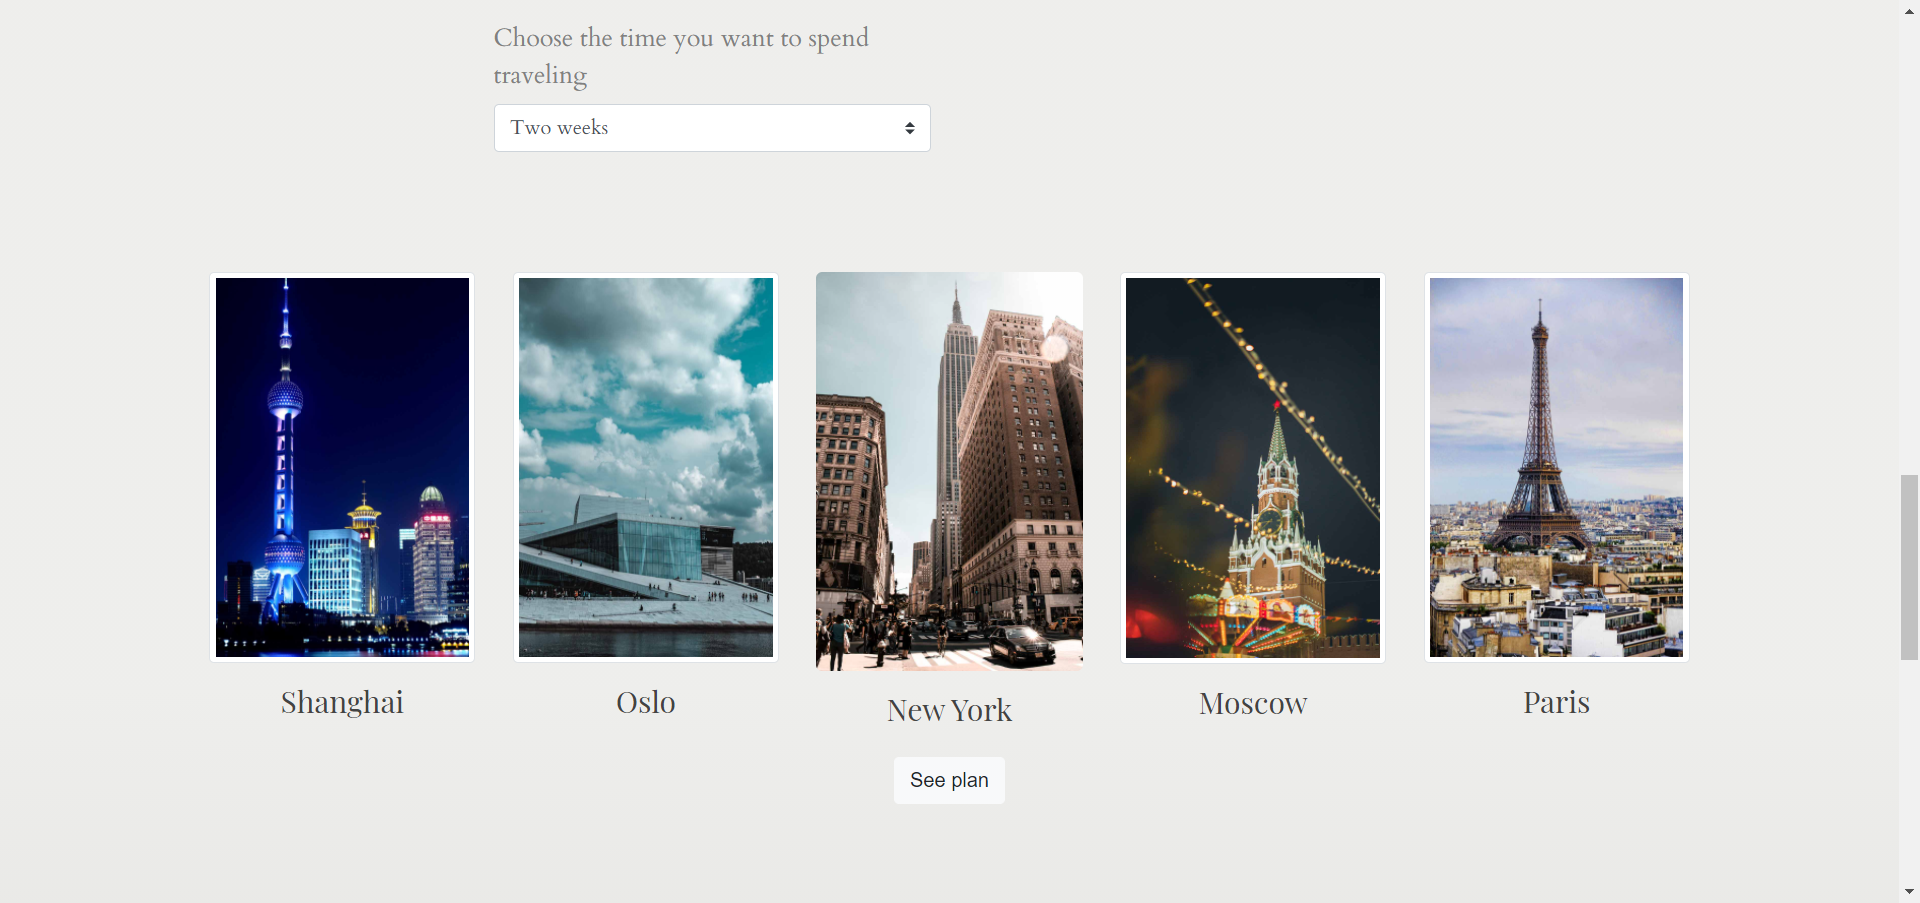 Choose the time you want to spend
traveling
Two weeks
Shanghai
Oslo
New York
Moscow
Paris
See plan